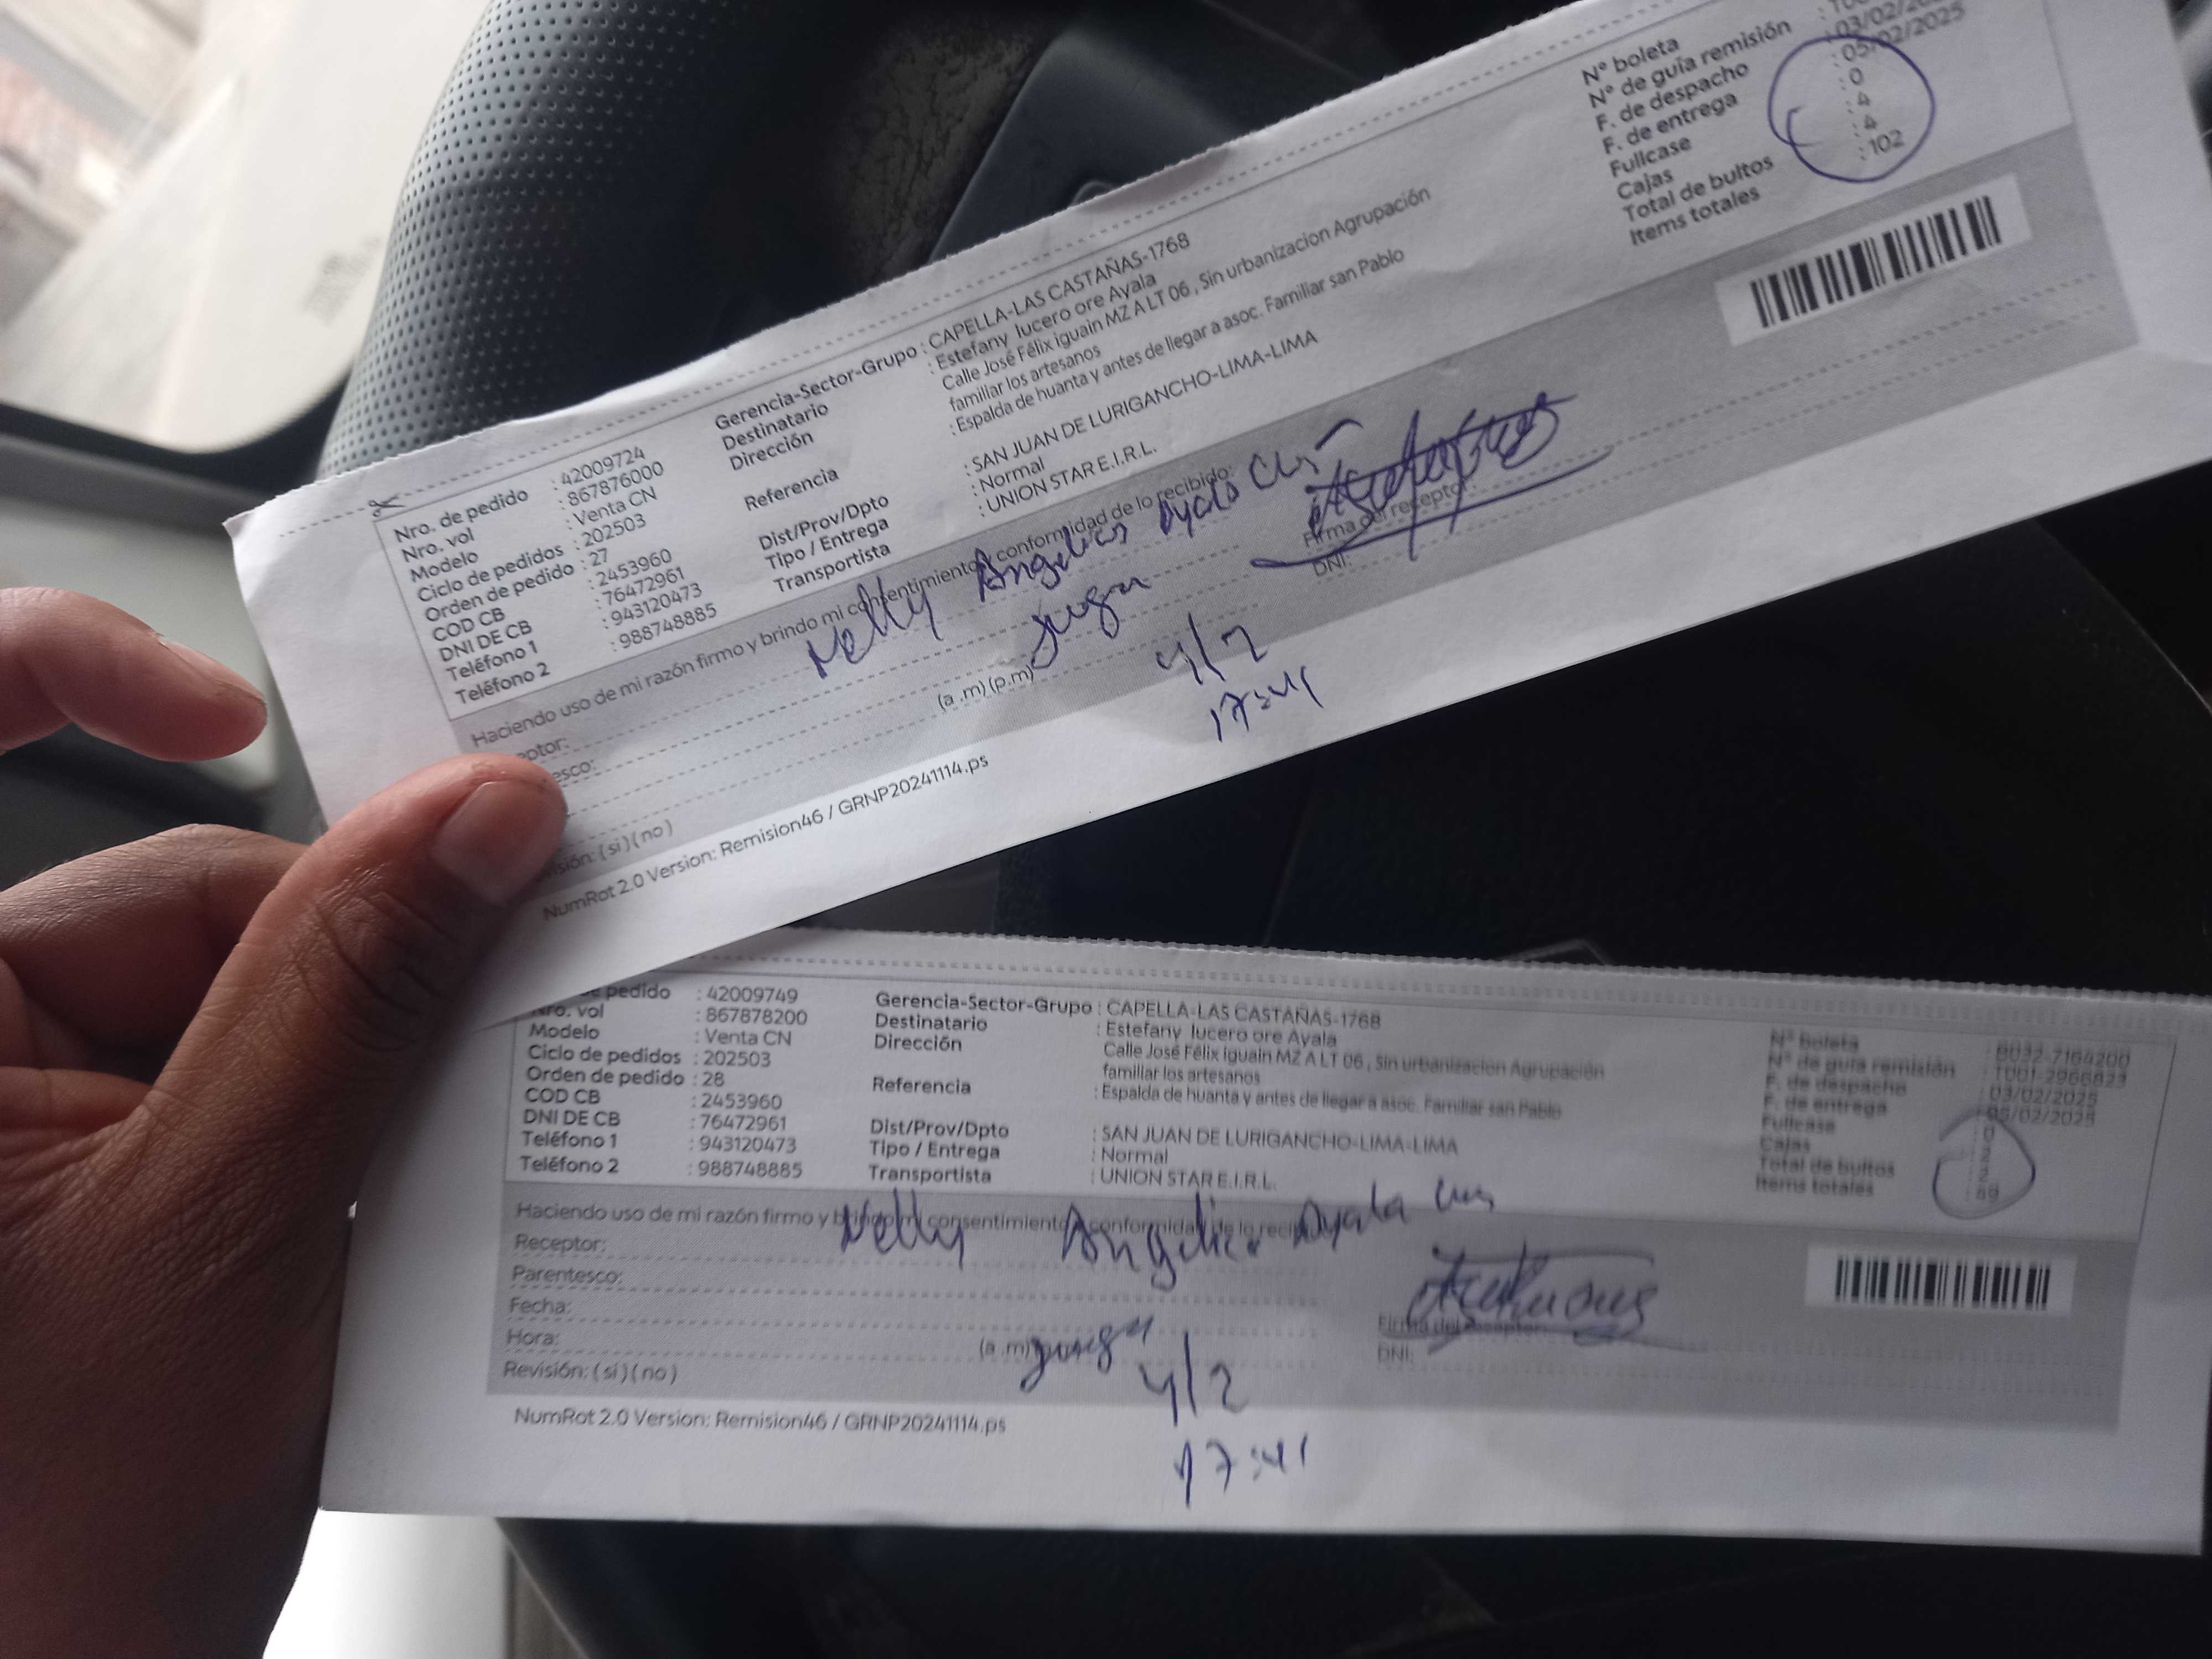 Nro. de pedido : 42009724
Nro. vol : 867876000
Modelo : Venta CN
Ciclo de pedidos : 202503
Orden de pedido : 27
COD CB : 2453960
DNI DE CB : 76472961
Teléfono 1 : 943120473
Teléfono 2 : 988748885
Gerencia-Sector-Grupo : CAPELLA-LAS CASTAÑAS-1768
Destinatario : Estefany lucero ore Ayala
Dirección Calle José Félix iguain MZ A LT 06 , Sin urbanizacion Agrupación
familiar los artesanos
Referencia : Espalda de huanta y antes de llegar a asoc. Familiar san Pablo
Dist/Prov/Dpto : SAN JUAN DE LURIGANCHO-LIMA-LIMA
Tipo / Entrega : Normal
Transportista : UNION STAR E.I.R.L.
N° boleta
N° de guía remisión
F. de despacho : 03/02/20
F. de entrega : 05/02/2025
Fullcase : 0
Cajas : 4
Total de bultos : 4
Items totales : 102
Haciendo uso de mi razón firmo y brindo mi consentimiento conformidad de lo recibido:
Nelly Angelica Ayala
eptor:
esco:
(a .m) (p.m)
4/2
17:41
Firma del receptor:
DNI:
sión: ( si ) ( no )
NumRot 2.0 Version: Remision46 / GRNP20241114.ps
de pedido : 42009749
Nro. vol : 867878200
Modelo : Venta CN
Ciclo de pedidos : 202503
Orden de pedido : 28
COD CB : 2453960
DNI DE CB : 76472961
Teléfono 1 : 943120473
Teléfono 2 : 988748885
Gerencia-Sector-Grupo : CAPELLA-LAS CASTAÑAS-1768
Destinatario : Estefany lucero ore Ayala
Dirección Calle José Félix iguain MZ A LT 06 , Sin urbanizacion Agrupación
familiar los artesanos
Referencia : Espalda de huanta y antes de llegar a asoc. Familiar san Pablo
Dist/Prov/Dpto : SAN JUAN DE LURIGANCHO-LIMA-LIMA
Tipo / Entrega : Normal
Transportista : UNION STAR E.I.R.L.
N° boleta : B032-7164200
N° de guía remisión : T001-2966823
F. de despacho : 03/02/2025
F. de entrega : 05/02/2025
Fullcase : 0
Cajas : 2
Total de bultos : 2
Items totales
Haciendo uso de mi razón firmo y brindo mi consentimiento conformidad de lo reci
Nelly Angelica Ayala
Receptor:
Parentesco:
Fecha:
Hora: (a .m)
4/2
17:41
Firma del receptor:
DNI:
Revisión: ( si ) ( no )
NumRot 2.0 Version: Remision46 / GRNP20241114.ps